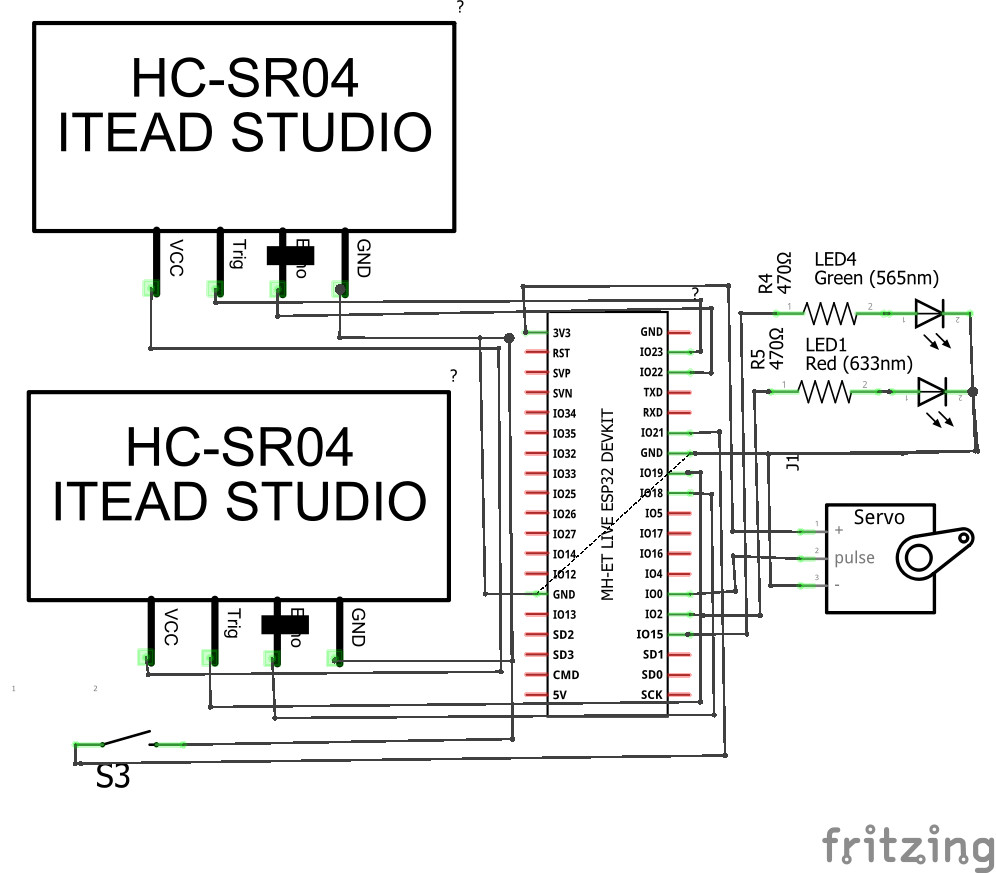 ?
HC-SR04
ITEAD STUDIO
VCC
Trig
GND
?
HC-SR04
ITEAD STUDIO
VCC
Trig
GND
1
2
S3
?
3V3
RST
SVP
SVN
IO34
IO35
IO32
IO33
IO25
IO26
IO27
IO14
IO12
GND
IO13
SD2
SD3
CMD
5V
MH-ET LIVE ESP32 DEVKIT
GND
IO23
IO22
TXD
RXD
IO21
GND
IO19
IO18
IO5
IO17
IO16
IO4
IO0
IO2
IO15
SD1
SD0
SCK
R4
470Ω
1
2
LED4
Green (565nm)
1
2
R5
470Ω
1
2
LED1
Red (633nm)
1
2
J1
Servo
1
+
2
pulse
3
-
fritzing